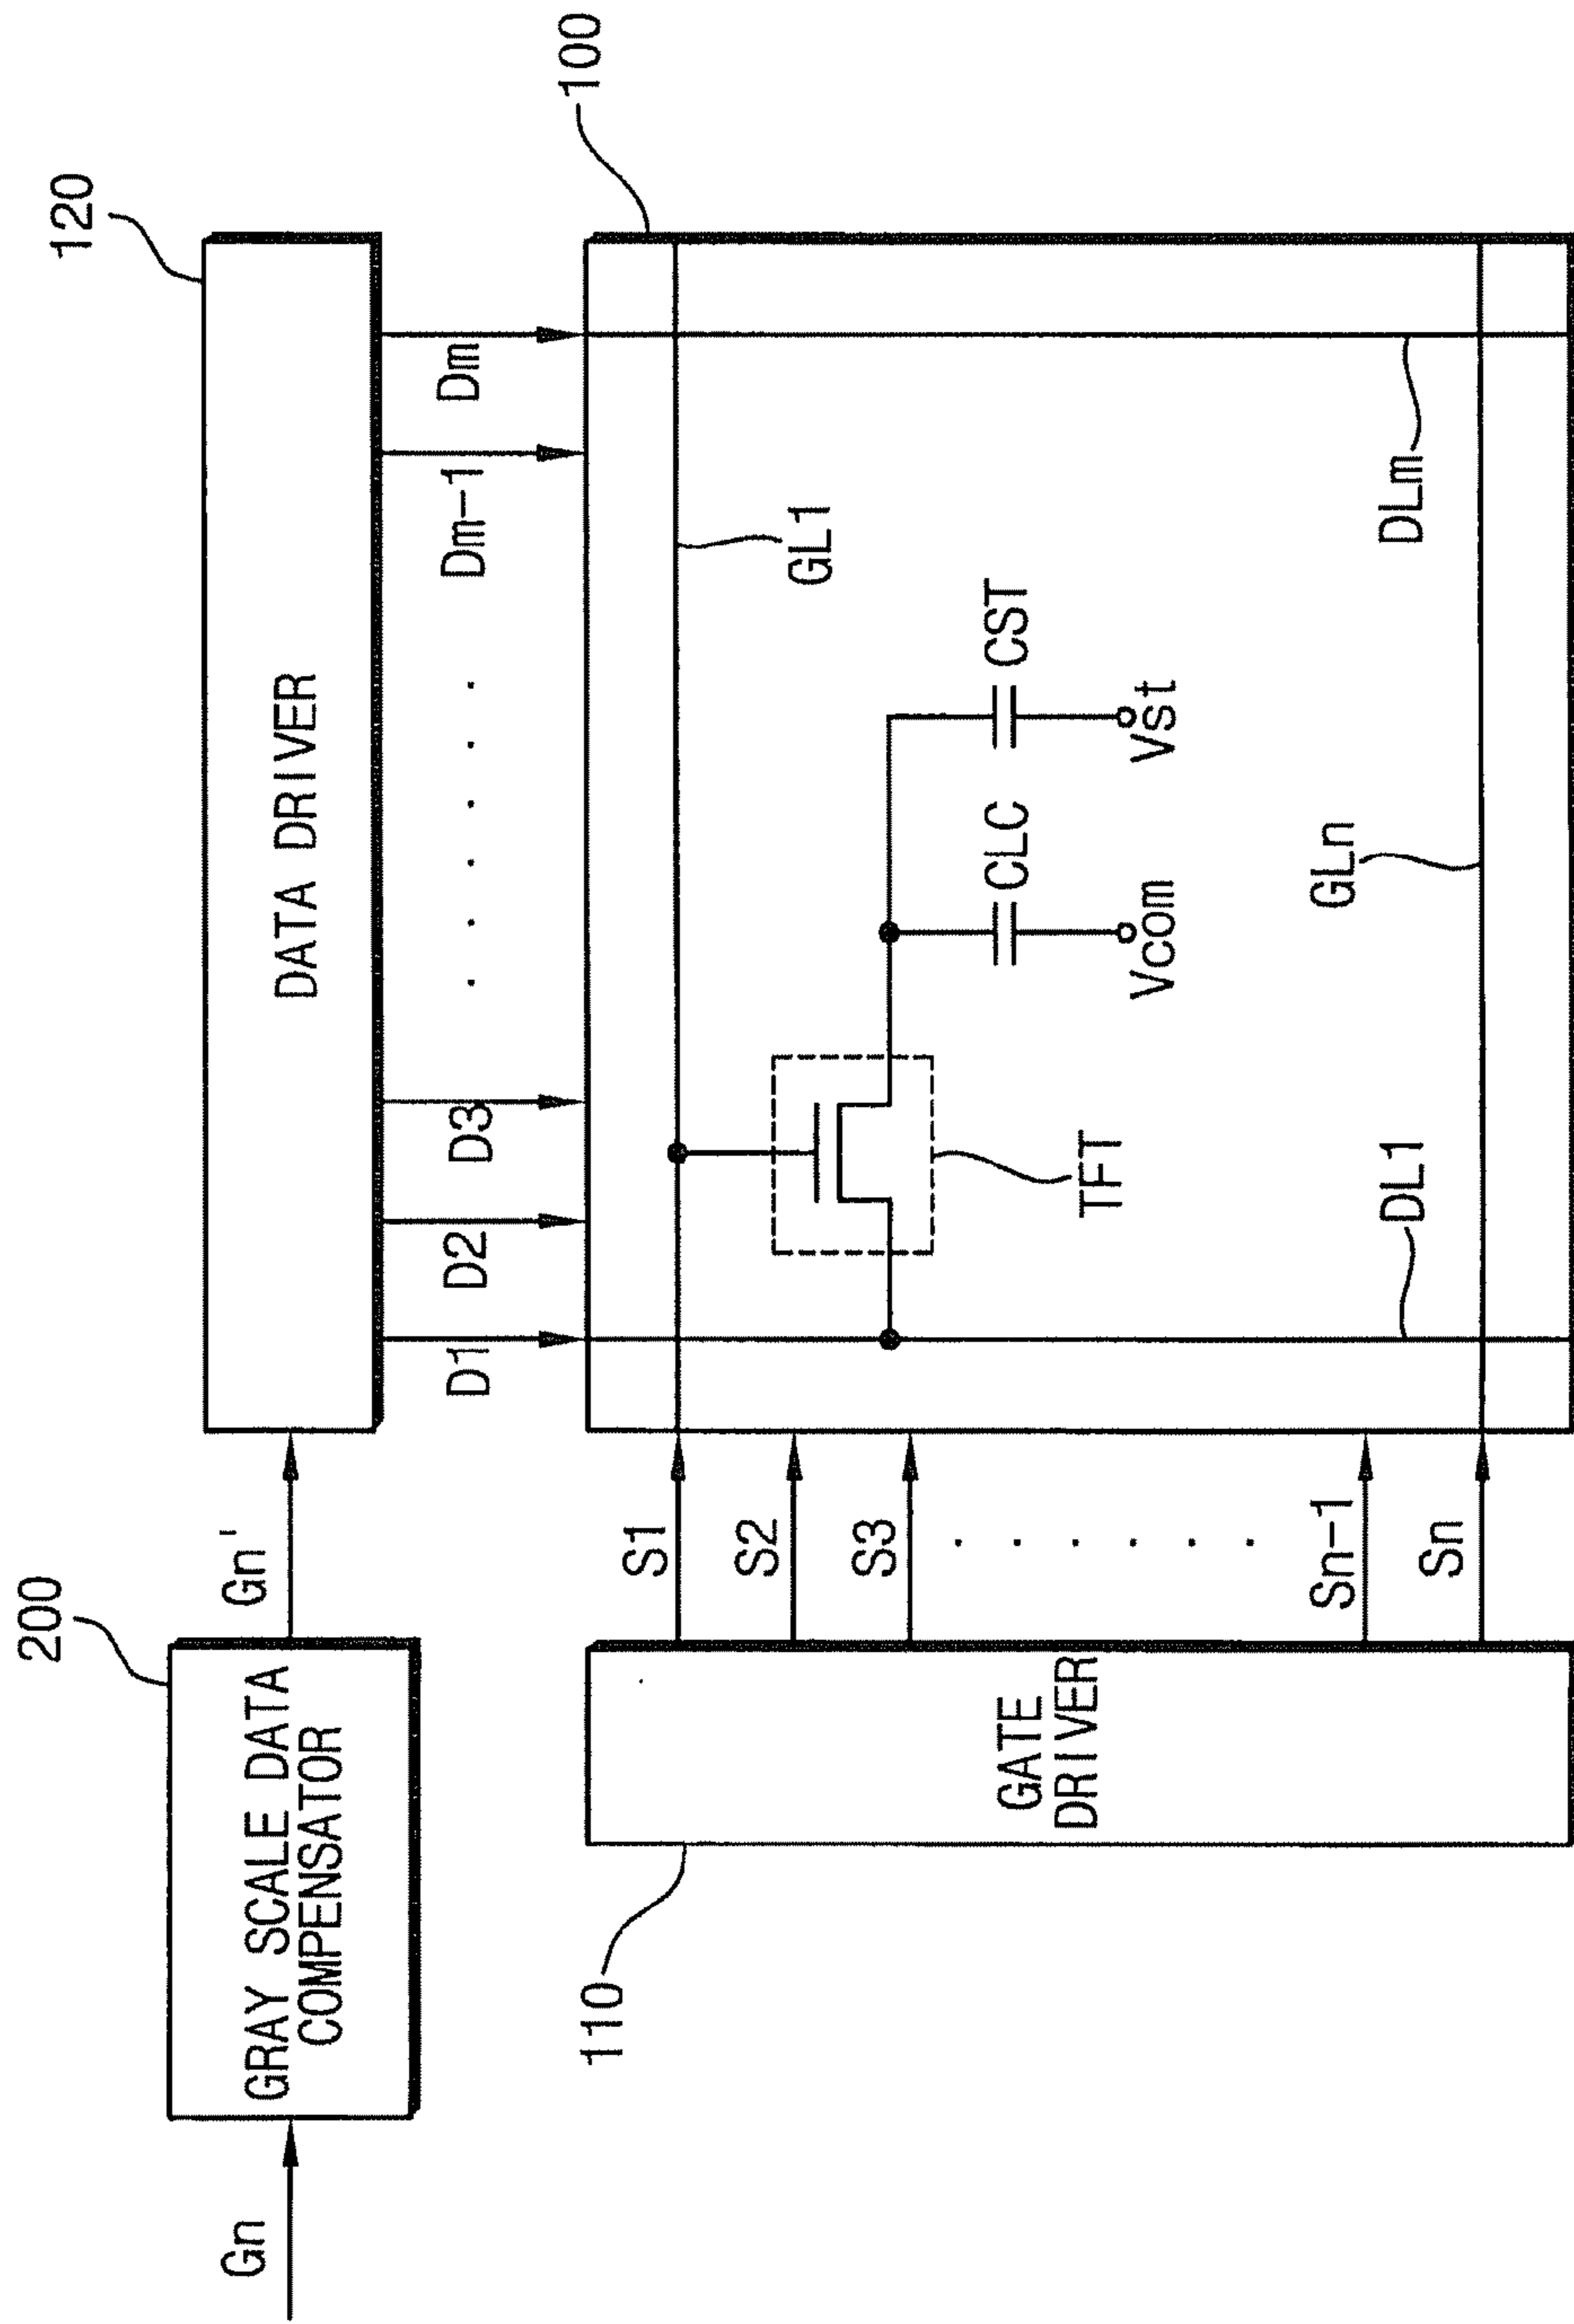 120
100
200
DATA DRIVER
GRAY SCALE DATA
COMPENSATOR
Gn
Gn'
D1
D2
D3
. . . . . .
Dm-1
Dm
S1
S2
S3
. . . . . .
Sn-1
Sn
GATE
DRIVER
110
GL1
CLC
CST
Vcom
Vst
TFT
DL1
GLn
DLm